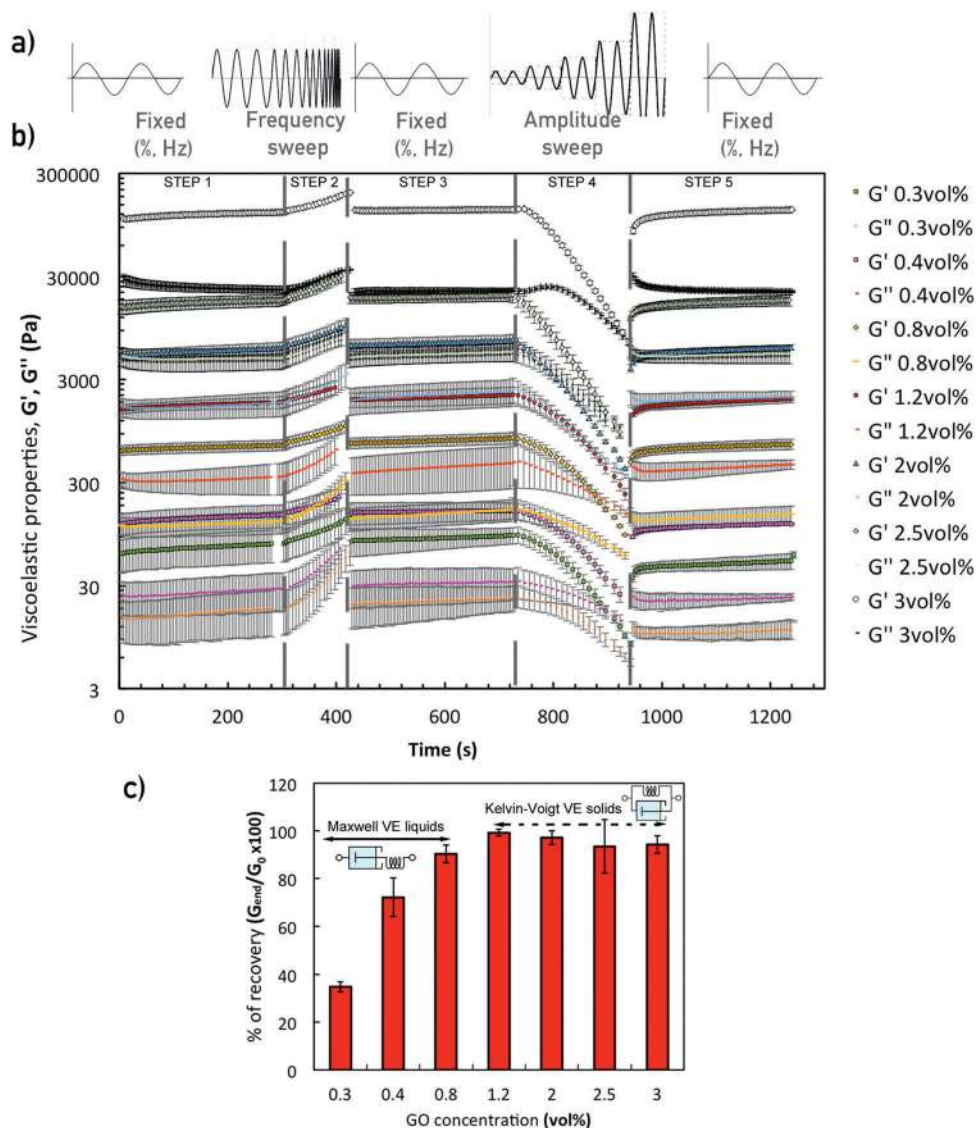 a)
Fixed
(%, Hz)
Frequency
sweep
Fixed
(%, Hz)
Amplitude
sweep
Fixed
(%, Hz)
b)
STEP 1
STEP 2
STEP 3
STEP 4
STEP 5
Viscoelastic properties, G', G'' (Pa)
300000
30000
3000
300
30
3
0
200
400
600
800
1000
1200
Time (s)
G' 0.3vol%
G'' 0.3vol%
G' 0.4vol%
G'' 0.4vol%
G' 0.8vol%
G'' 0.8vol%
G' 1.2vol%
G'' 1.2vol%
G' 2vol%
G'' 2vol%
G' 2.5vol%
G'' 2.5vol%
G' 3vol%
G'' 3vol%
c)
% of recovery (Gend/G0 x100)
120
100
80
60
40
20
0
Maxwell VE liquids
Kelvin-Voigt VE solids
0.3
0.4
0.8
1.2
2
2.5
3
GO concentration (vol%)